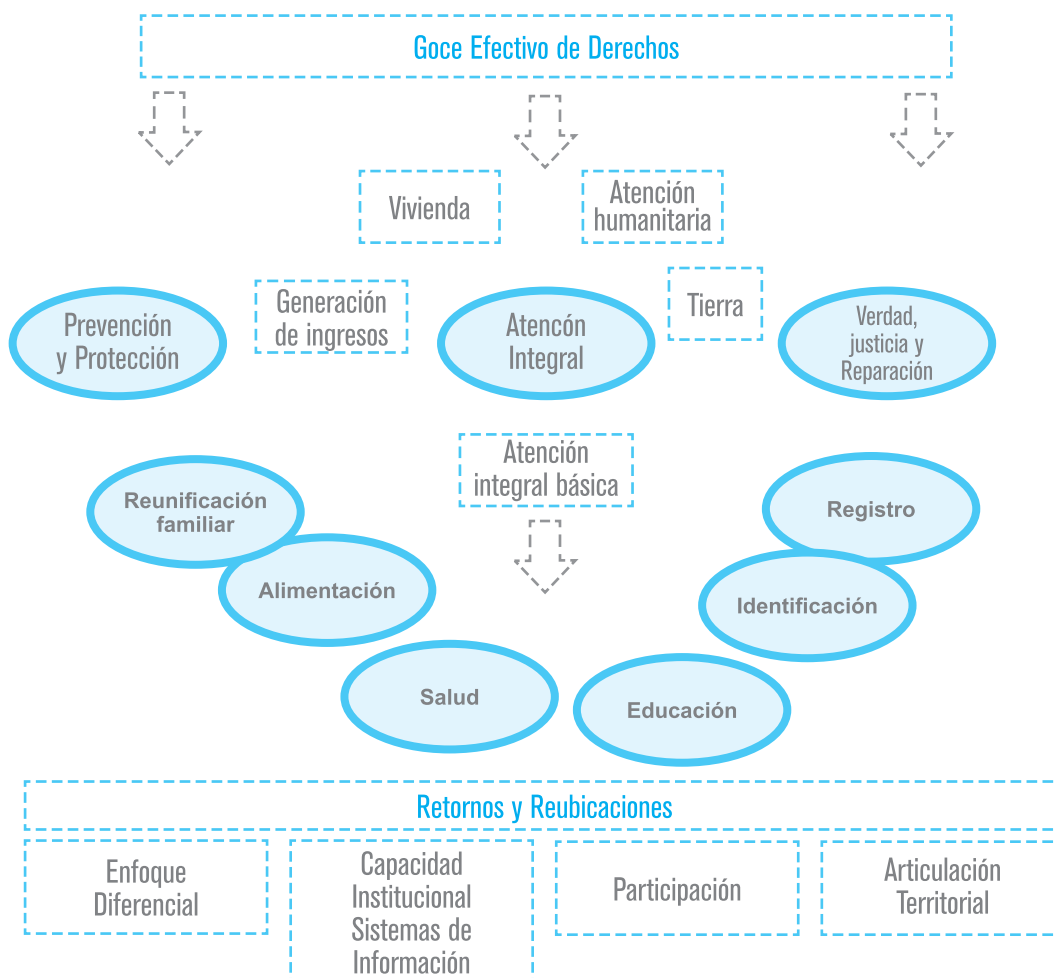 Goce Efectivo de Derechos
Vivienda
Atención
humanitaria
Generación
de ingresos
Tierra
Prevención
y Protección
Atencón
Integral
Verdad,
justicia y
Reparación
Atención
integral básica
Reunificación
familiar
Registro
Alimentación
Identificación
Salud
Educación
Retornos y Reubicaciones
Enfoque
Diferencial
Capacidad
Institucional
Sistemas de
Información
Participación
Articulación
Territorial